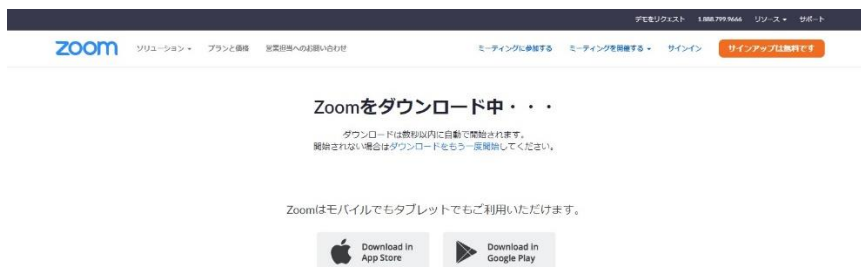 デモをリクエスト 1.888.799.9666 リソース サポート
zoom ソリューション プランと価格 営業担当へのお問い合わせ ミーティングに参加する ミーティングを開催する サインイン サインアップは無料です
Zoomをダウンロード中・・・
ダウンロードは数秒以内に自動で開始されます。
開始されない場合はダウンロードをもう一度開始してください。
Zoomはモバイルでもタブレットでもご利用いただけます。
Download in Download in
App Store Google Play